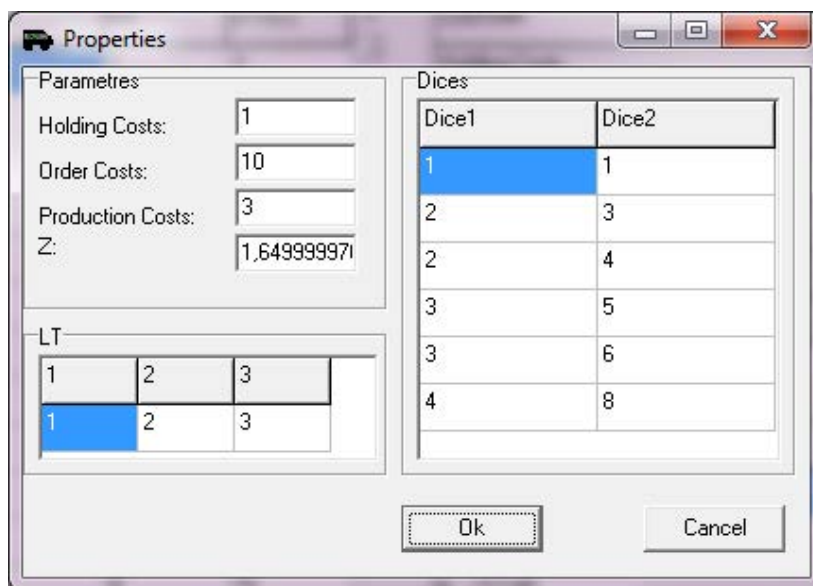 Properties
Parametres
Holding Costs: 1
Order Costs: 10
Production Costs: 3
Z: 1,64999997
LT
1 2 3
1 2 3
Dices
Dice1 Dice2
1 1
2 3
2 4
3 5
3 6
4 8
Ok Cancel